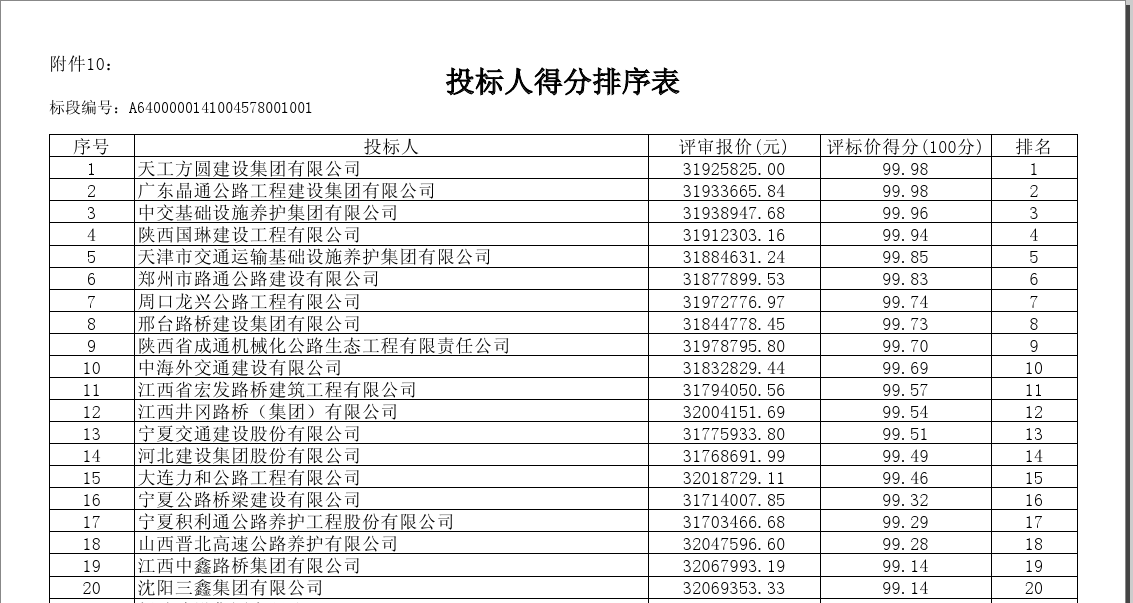 附件10：
投标人得分排序表
标段编号：A6400000141004578001001
序号 投标人 评审报价(元) 评标价得分(100分) 排名
1 天工方圆建设集团有限公司 31925825.00 99.98 1
2 广东晶通公路工程建设集团有限公司 31933665.84 99.98 2
3 中交基础设施养护集团有限公司 31938947.68 99.96 3
4 陕西国琳建设工程有限公司 31912303.16 99.94 4
5 天津市交通运输基础设施养护集团有限公司 31884631.24 99.85 5
6 郑州市路通公路建设有限公司 31877899.53 99.83 6
7 周口龙兴公路工程有限公司 31972776.97 99.74 7
8 邢台路桥建设集团有限公司 31844778.45 99.73 8
9 陕西省成通机械化公路生态工程有限责任公司 31978795.80 99.70 9
10 中海外交通建设有限公司 31832829.44 99.69 10
11 江西省宏发路桥建筑工程有限公司 31794050.56 99.57 11
12 江西井冈路桥（集团）有限公司 32004151.69 99.54 12
13 宁夏交通建设股份有限公司 31775933.80 99.51 13
14 河北建设集团股份有限公司 31768691.99 99.49 14
15 大连力和公路工程有限公司 32018729.11 99.46 15
16 宁夏公路桥梁建设有限公司 31714007.85 99.32 16
17 宁夏积利通公路养护工程股份有限公司 31703466.68 99.29 17
18 山西晋北高速公路养护有限公司 32047596.60 99.28 18
19 江西中鑫路桥集团有限公司 32067993.19 99.14 19
20 沈阳三鑫集团有限公司 32069353.33 99.14 20